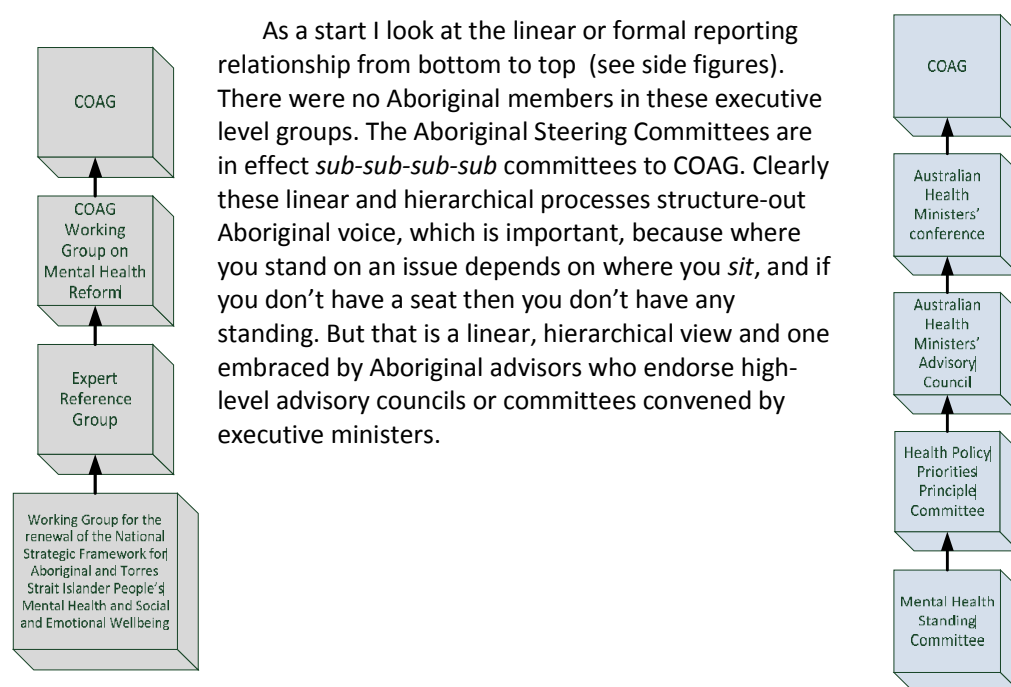 COAG
COAG
Working
Group on
Mental Health
Reform
Expert
Reference
Group
Working Group for the
renewal of the National
Strategic Framework for
Aboriginal and Torres
Strait Islander People's
Mental Health and Social
and Emotional Wellbeing
As a start I look at the linear or formal reporting
relationship from bottom to top (see side figures).
There were no Aboriginal members in these executive
level groups. The Aboriginal Steering Committees are
in effect sub-sub-sub-sub committees to COAG. Clearly
these linear and hierarchical processes structure-out
Aboriginal voice, which is important, because where
you stand on an issue depends on where you sit, and if
you don't have a seat then you don't have any
standing. But that is a linear, hierarchical view and one
embraced by Aboriginal advisors who endorse high-
level advisory councils or committees convened by
executive ministers.
COAG
Australian
Health
Ministers'
conference
Australian
Health
Ministers'
Advisory
Council
Health Policy
Priorities
Principle
Committee
Mental Health
Standing
Committee